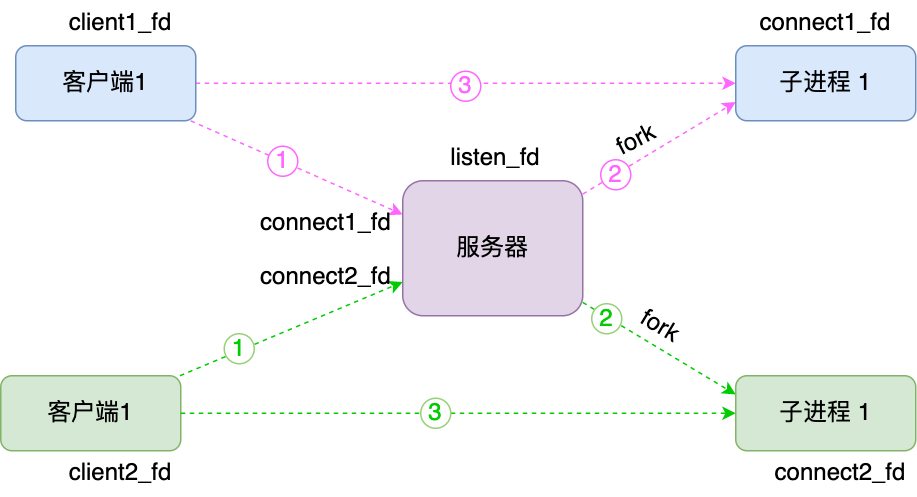 client1_fd
connect1_fd
客户端1
子进程 1
3
fork
listen_fd
1
2
connect1_fd
服务器
connect2_fd
2
fork
1
客户端1
3
子进程 1
client2_fd
connect2_fd